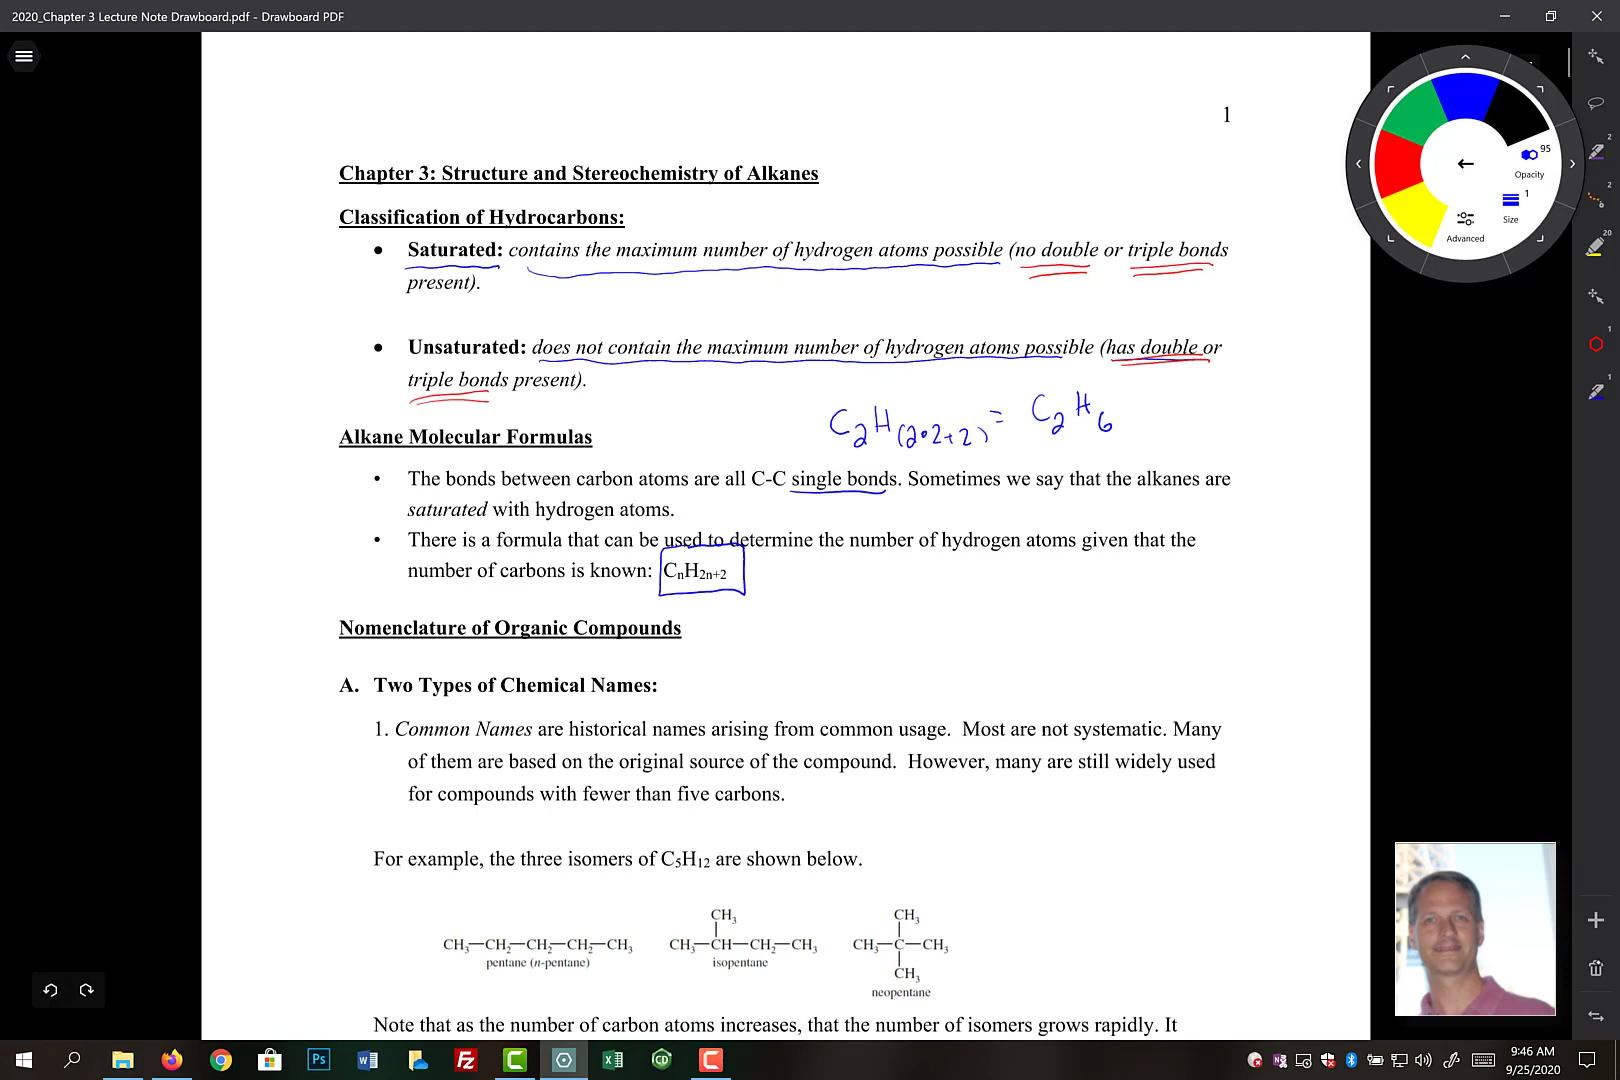 2020_Chapter 3 Lecture Note Drawboard.pdf - Drawboard PDF
1
Chapter 3: Structure and Stereochemistry of Alkanes
Classification of Hydrocarbons:
• Saturated: contains the maximum number of hydrogen atoms possible (no double or triple bonds
present).
• Unsaturated: does not contain the maximum number of hydrogen atoms possible (has double or
triple bonds present).
C₂H(2•2+2) = C₂H₆
Alkane Molecular Formulas
• The bonds between carbon atoms are all C-C single bonds. Sometimes we say that the alkanes are
saturated with hydrogen atoms.
• There is a formula that can be used to determine the number of hydrogen atoms given that the
number of carbons is known: CnH2n+2
Nomenclature of Organic Compounds
A. Two Types of Chemical Names:
1. Common Names are historical names arising from common usage. Most are not systematic. Many
of them are based on the original source of the compound. However, many are still widely used
for compounds with fewer than five carbons.
For example, the three isomers of C₅H₁₂ are shown below.
CH₃ CH₃
CH₃—CH₂—CH₂—CH₂—CH₃ CH₃—CH—CH₂—CH₃ CH₃—C—CH₃
pentane (n-pentane) isopentane CH₃
neopentane
Note that as the number of carbon atoms increases, that the number of isomers grows rapidly. It
95
Opacity
1
Size
Advanced
2
2
20
1
1
Ps
W
Fz
C
X
CD
C
N
9:46 AM
9/25/2020